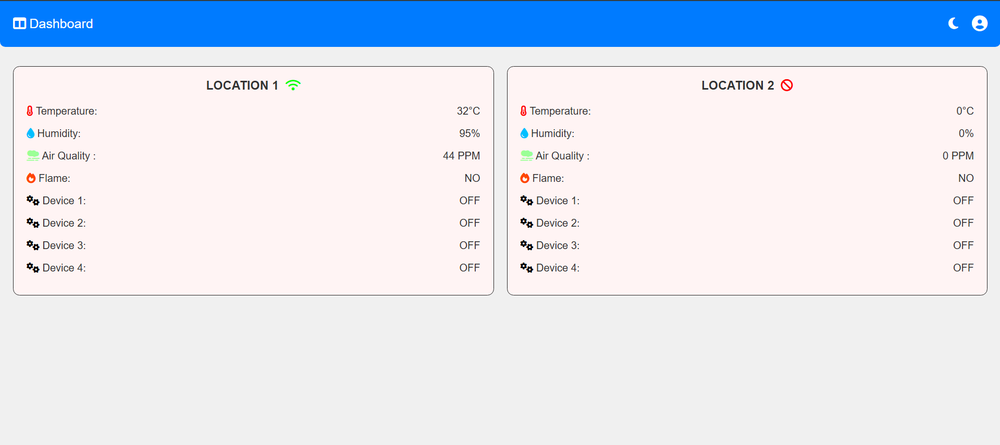 Dashboard
LOCATION 1
Temperature: 32°C
Humidity: 95%
Air Quality : 44 PPM
Flame: NO
Device 1: OFF
Device 2: OFF
Device 3: OFF
Device 4: OFF
LOCATION 2
Temperature: 0°C
Humidity: 0%
Air Quality : 0 PPM
Flame: NO
Device 1: OFF
Device 2: OFF
Device 3: OFF
Device 4: OFF